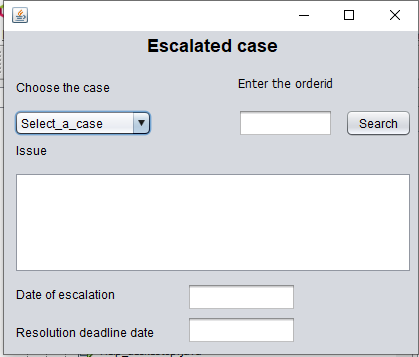 Escalated case
Choose the case
Enter the orderid
Select_a_case
Search
Issue
Date of escalation
Resolution deadline date